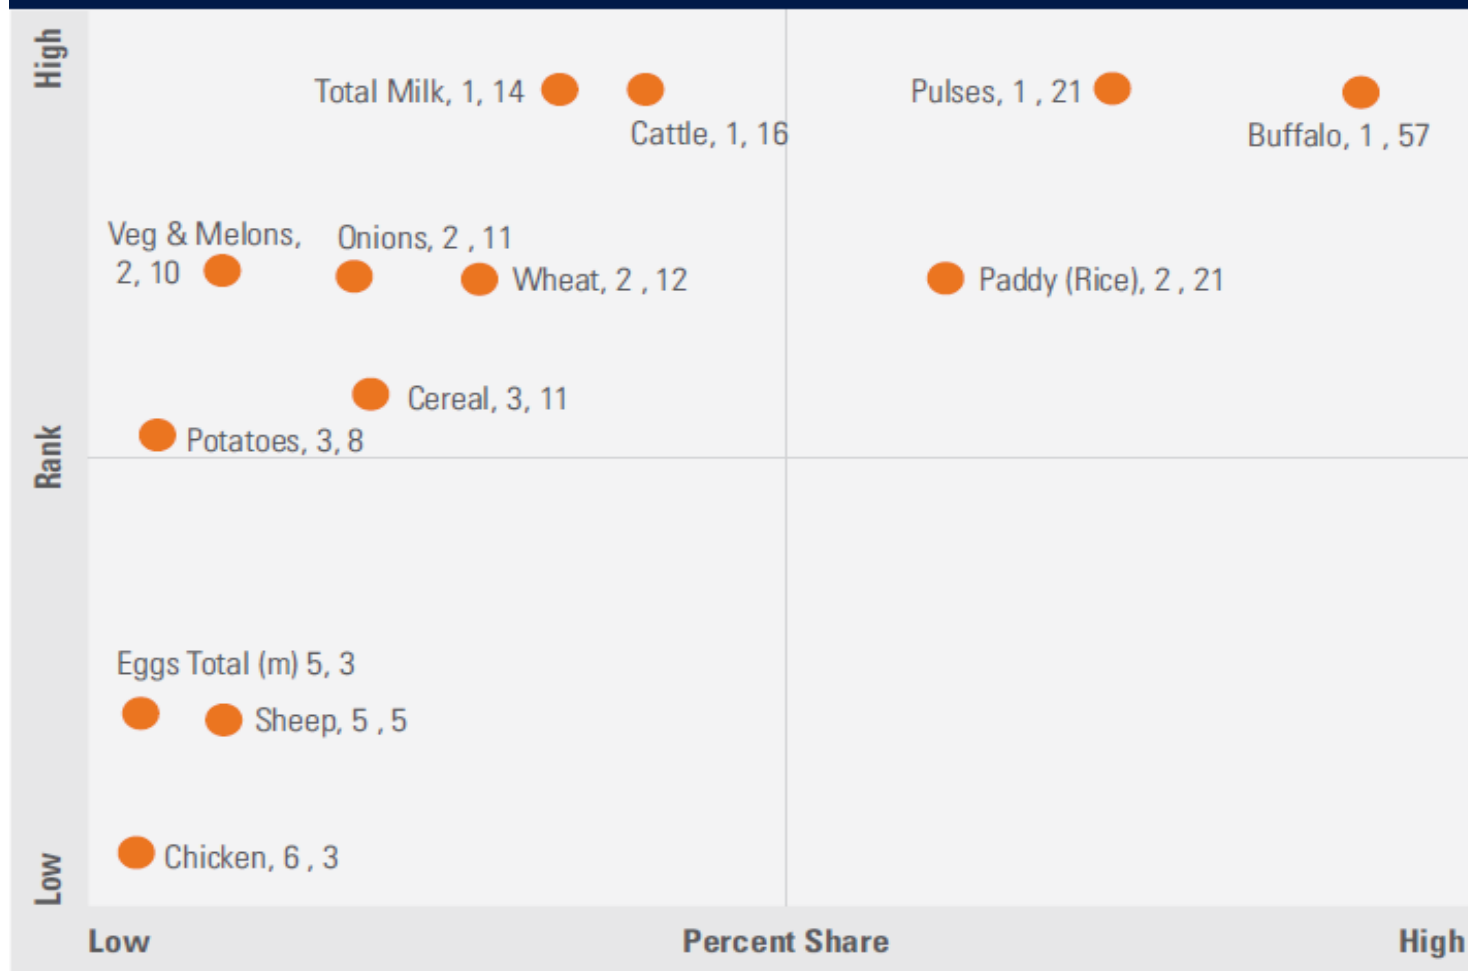 High
Total Milk, 1, 14
Cattle, 1, 16
Pulses, 1 , 21
Buffalo, 1 , 57
Veg & Melons,
2, 10
Onions, 2 , 11
Wheat, 2 , 12
Paddy (Rice), 2 , 21
Cereal, 3, 11
Rank
Potatoes, 3, 8
Eggs Total (m) 5, 3
Sheep, 5 , 5
Chicken, 6 , 3
Low
Low
Percent Share
High